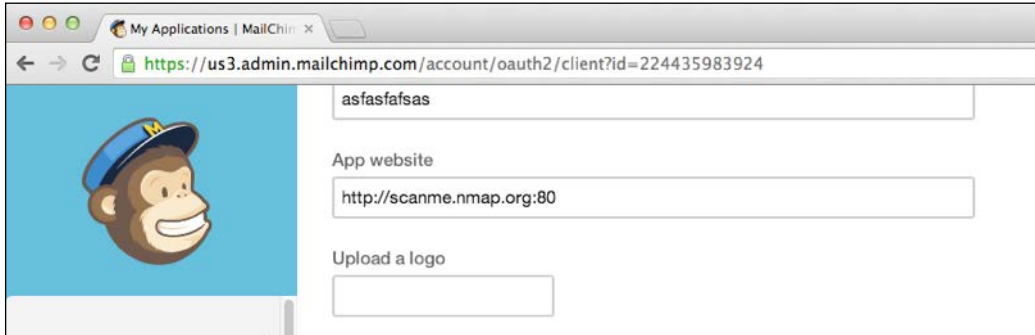 My Applications | MailChim
https://us3.admin.mailchimp.com/account/oauth2/client?id=224435983924
asfasfafsas
App website
http://scanme.nmap.org:80
Upload a logo
M